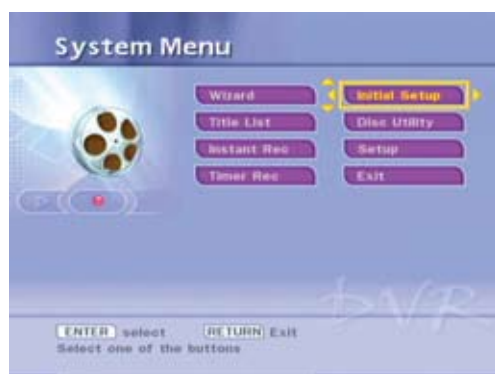 System Menu
Wizard
Initial Setup
Title List
Disc Utility
Instant Rec
Setup
Timer Rec
Exit
DVR
ENTER select RETURN Exit
Select one of the buttons